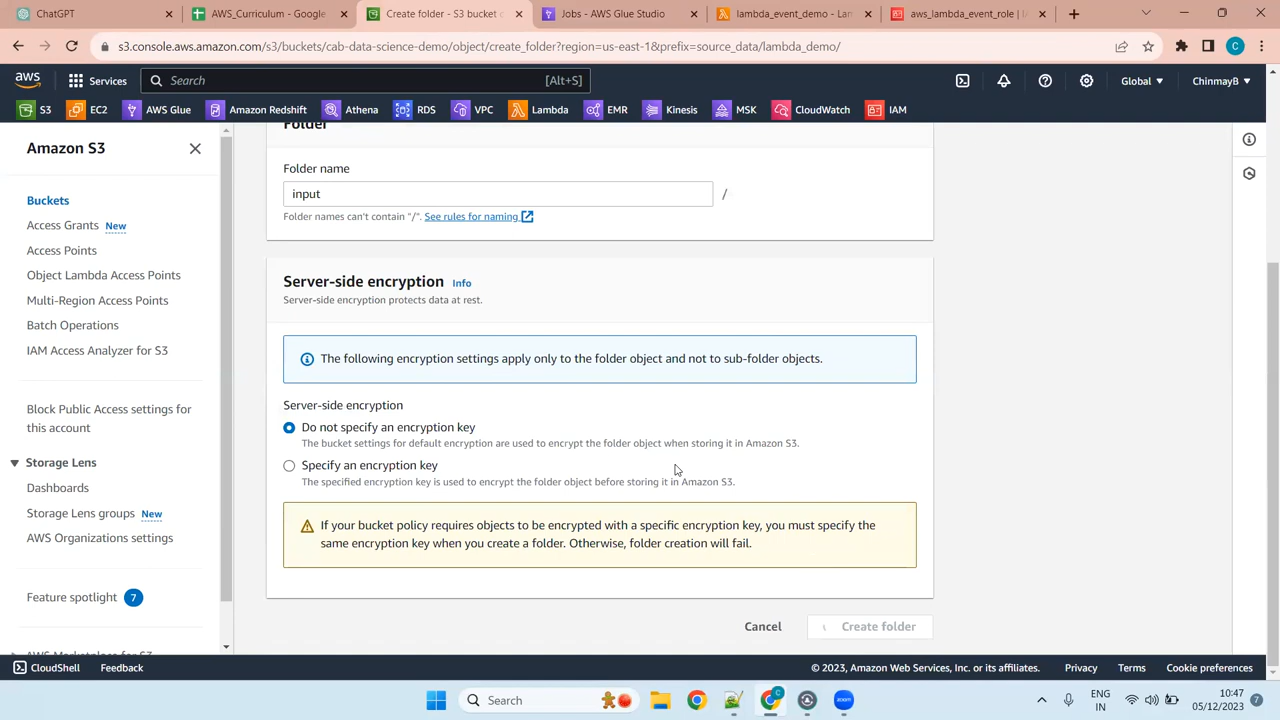 ChatGPT
AWS_Curriculum - Google
Create folder - S3 bucket
Jobs - AWS Glue Studio
lambda_event_demo - Lan
aws_lambda_event_role | I
s3.console.aws.amazon.com/s3/buckets/cab-data-science-demo/object/create_folder?region=us-east-1&prefix=source_data/lambda_demo/
C
aws
Services
Search
[Alt+S]
Global
ChinmayB
S3
EC2
AWS Glue
Amazon Redshift
Athena
RDS
VPC
Lambda
EMR
Kinesis
MSK
CloudWatch
IAM
Amazon S3
Buckets
Access Grants New
Access Points
Object Lambda Access Points
Multi-Region Access Points
Batch Operations
IAM Access Analyzer for S3
Block Public Access settings for
this account
Storage Lens
Dashboards
Storage Lens groups New
AWS Organizations settings
Feature spotlight 7
AWS Marketplace for S3
Folder
Folder name
input /
Folder names can't contain "/". See rules for naming
Server-side encryption Info
Server-side encryption protects data at rest.
The following encryption settings apply only to the folder object and not to sub-folder objects.
Server-side encryption
Do not specify an encryption key
The bucket settings for default encryption are used to encrypt the folder object when storing it in Amazon S3.
Specify an encryption key
The specified encryption key is used to encrypt the folder object before storing it in Amazon S3.
If your bucket policy requires objects to be encrypted with a specific encryption key, you must specify the
same encryption key when you create a folder. Otherwise, folder creation will fail.
Cancel
Create folder
CloudShell
Feedback
© 2023, Amazon Web Services, Inc. or its affiliates.
Privacy
Terms
Cookie preferences
Search
C
zoom
ENG
IN
10:47
05/12/2023
7